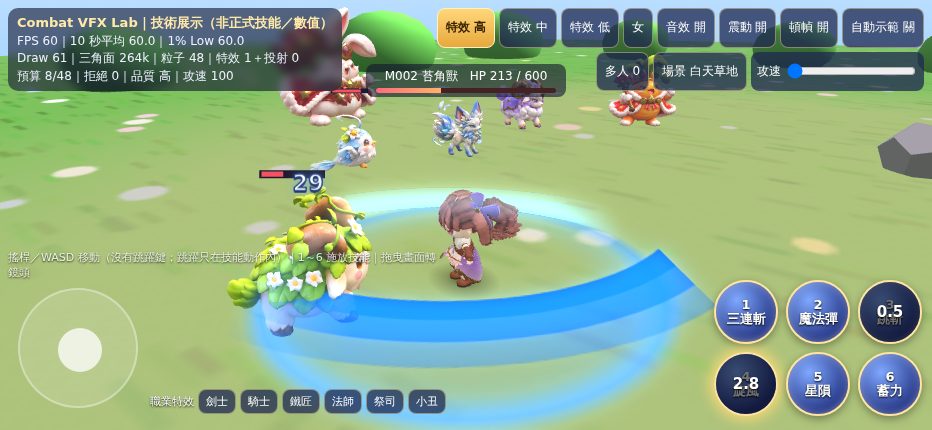 Combat VFX Lab｜技術展示（非正式技能／數值）
FPS 60｜10 秒平均 60.0｜1% Low 60.0
Draw 61｜三角面 264k｜粒子 48｜特效 1＋投射 0
預算 8/48｜拒絕 0｜品質 高｜攻速 100
特效 高
特效 中
特效 低
女
音效 開
震動 開
頓幀 開
自動示範 關
多人 0
場景 白天草地
攻速
M002 苔角獸 HP 213 / 600
29
搖桿／WASD 移動（沒有跳躍鍵；跳躍只在技能動作內）｜1～6 施放技能｜拖曳畫面轉
鏡頭
1
三連斬
2
魔法彈
3
跳斬
0.5
4
旋風
2.8
5
星隕
6
蓄力
職業特效
劍士
騎士
鐵匠
法師
祭司
小丑